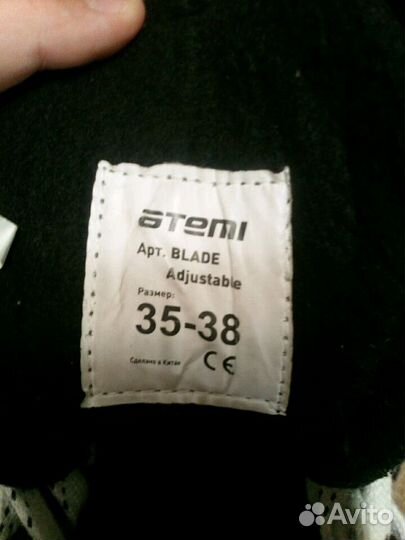 ATEMI
Арт. BLADE
Adjustable
Размер:
35-38
Сделано в Китае CE
Avito